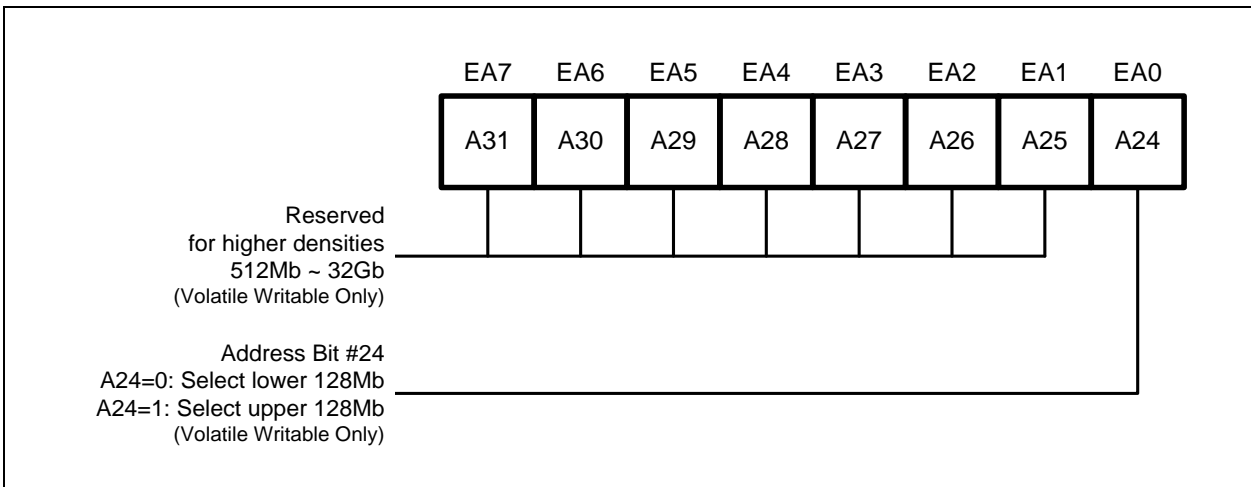 EA7 EA6 EA5 EA4 EA3 EA2 EA1 EA0
A31 A30 A29 A28 A27 A26 A25 A24
Reserved
for higher densities
512Mb ~ 32Gb
(Volatile Writable Only)
Address Bit #24
A24=0: Select lower 128Mb
A24=1: Select upper 128Mb
(Volatile Writable Only)